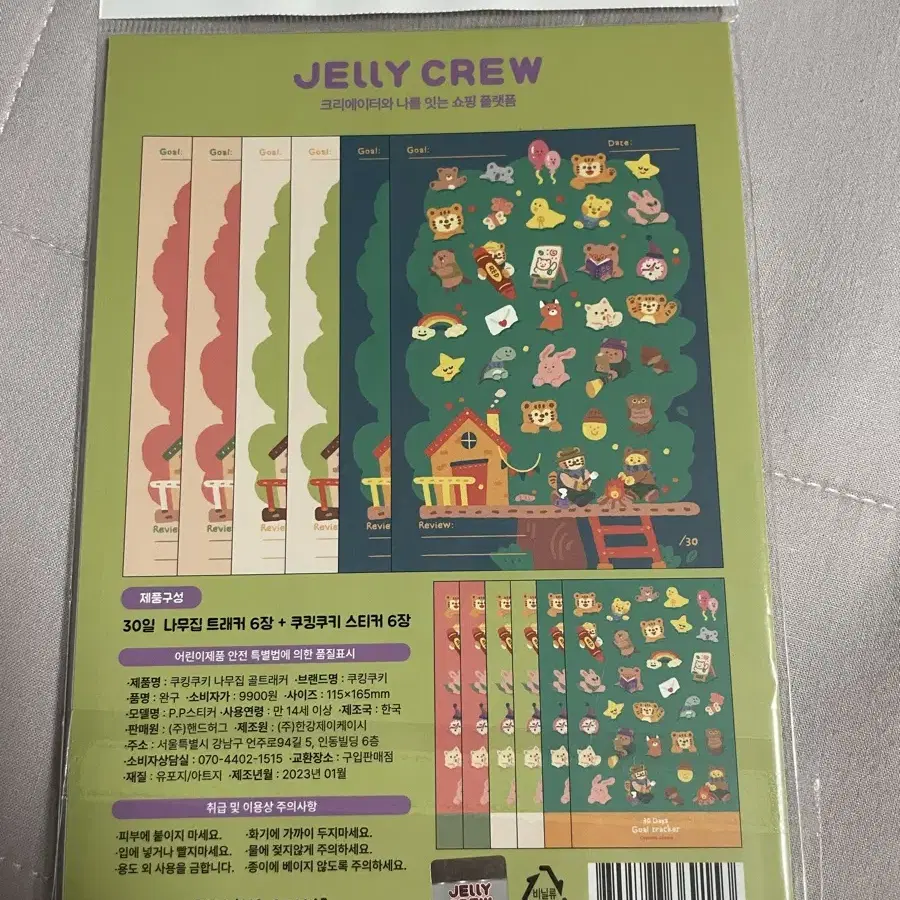 JELLY CREW
크리에이터와 나를 잇는 쇼핑 플랫폼
Goal: Goal: Goal: Goal: Goal: Goal: Date:
RED
Review: Review: Review: Review: Review:
/30
제품구성
30일 나무집 트래커 6장 + 쿠킹쿠키 스티커 6장
어린이제품 안전 특별법에 의한 품질표시
·제품명 : 쿠킹쿠키 나무집 골트래커 ·브랜드명 : 쿠킹쿠키
·품명 : 완구 ·소비자가 : 9900원 ·사이즈 : 115×165mm
·모델명 : P.P스티커 ·사용연령 : 만 14세 이상 ·제조국 : 한국
·판매원 : (주)핸드허그 ·제조원 : (주)한강제이케이시
·주소 : 서울특별시 강남구 언주로94길 5, 인동빌딩 6층
·소비자상담실 : 070-4402-1515 ·교환장소 : 구입판매점
·재질 : 유포지/아트지 ·제조년월 : 2023년 01월
취급 및 이용상 주의사항
·피부에 붙이지 마세요. ·화기에 가까이 두지마세요.
·입에 넣거나 빨지마세요. ·물에 젖지않게 주의하세요.
·용도 외 사용을 금합니다. ·종이에 베이지 않도록 주의하세요.
30 Days
Goal tracker
JELLY
CREW
비닐류